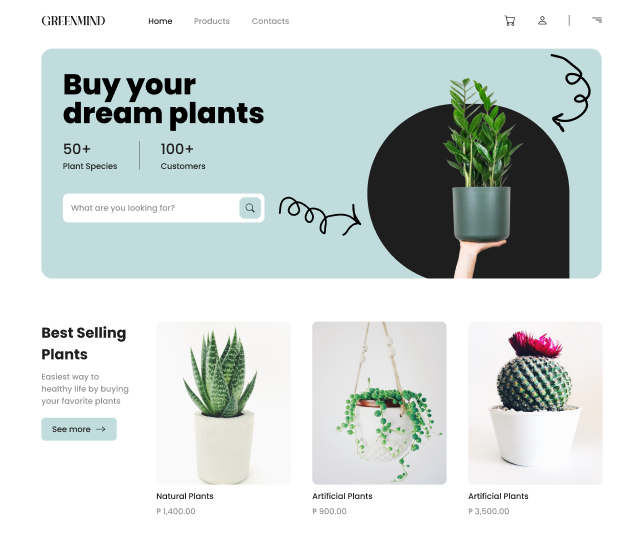 GREENMIND
Home
Products
Contacts
Buy your
dream plants
50+
Plant Species
100+
Customers
What are you looking for?
Best Selling
Plants
Easiest way to
healthy life by buying
your favorite plants
See more
Natural Plants
₱ 1,400.00
Artificial Plants
₱ 900.00
Artificial Plants
₱ 3,500.00